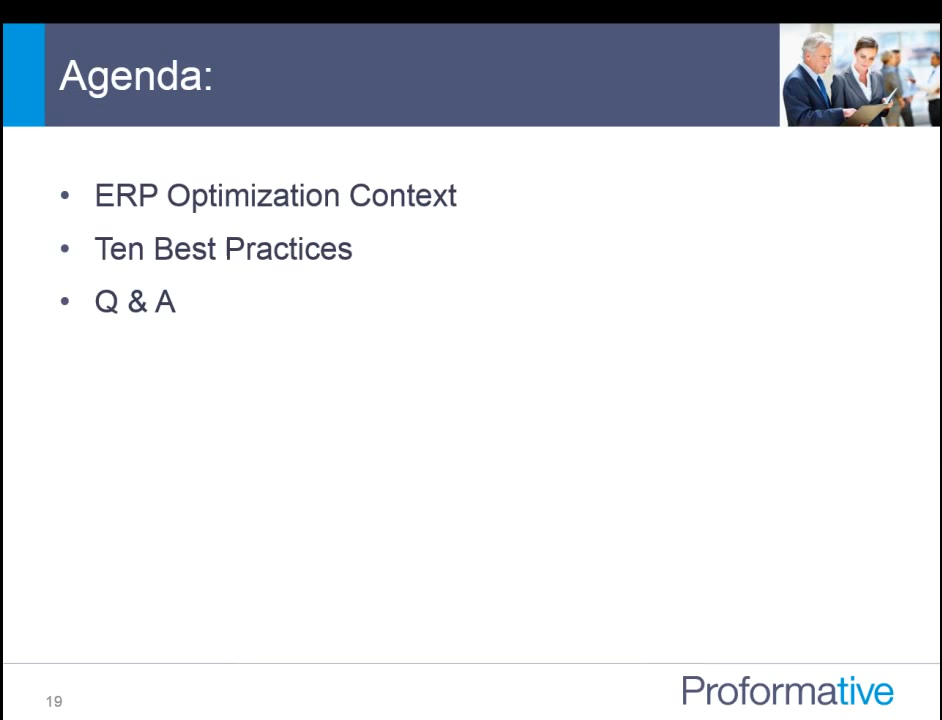 Agenda:
• ERP Optimization Context
• Ten Best Practices
• Q & A
19
Proformative